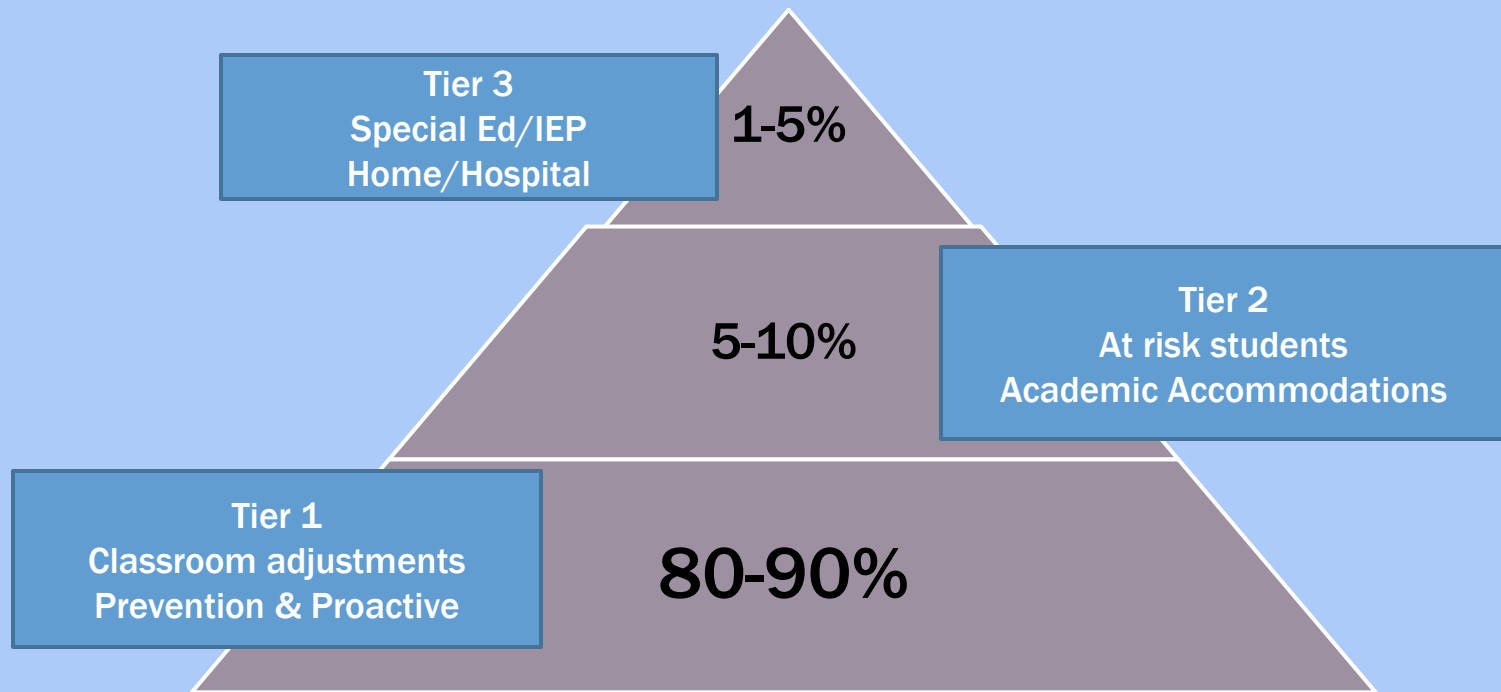 Tier 3
Special Ed/IEP
Home/Hospital
1-5%
5-10%
Tier 2
At risk students
Academic Accommodations
Tier 1
Classroom adjustments
Prevention & Proactive
80-90%